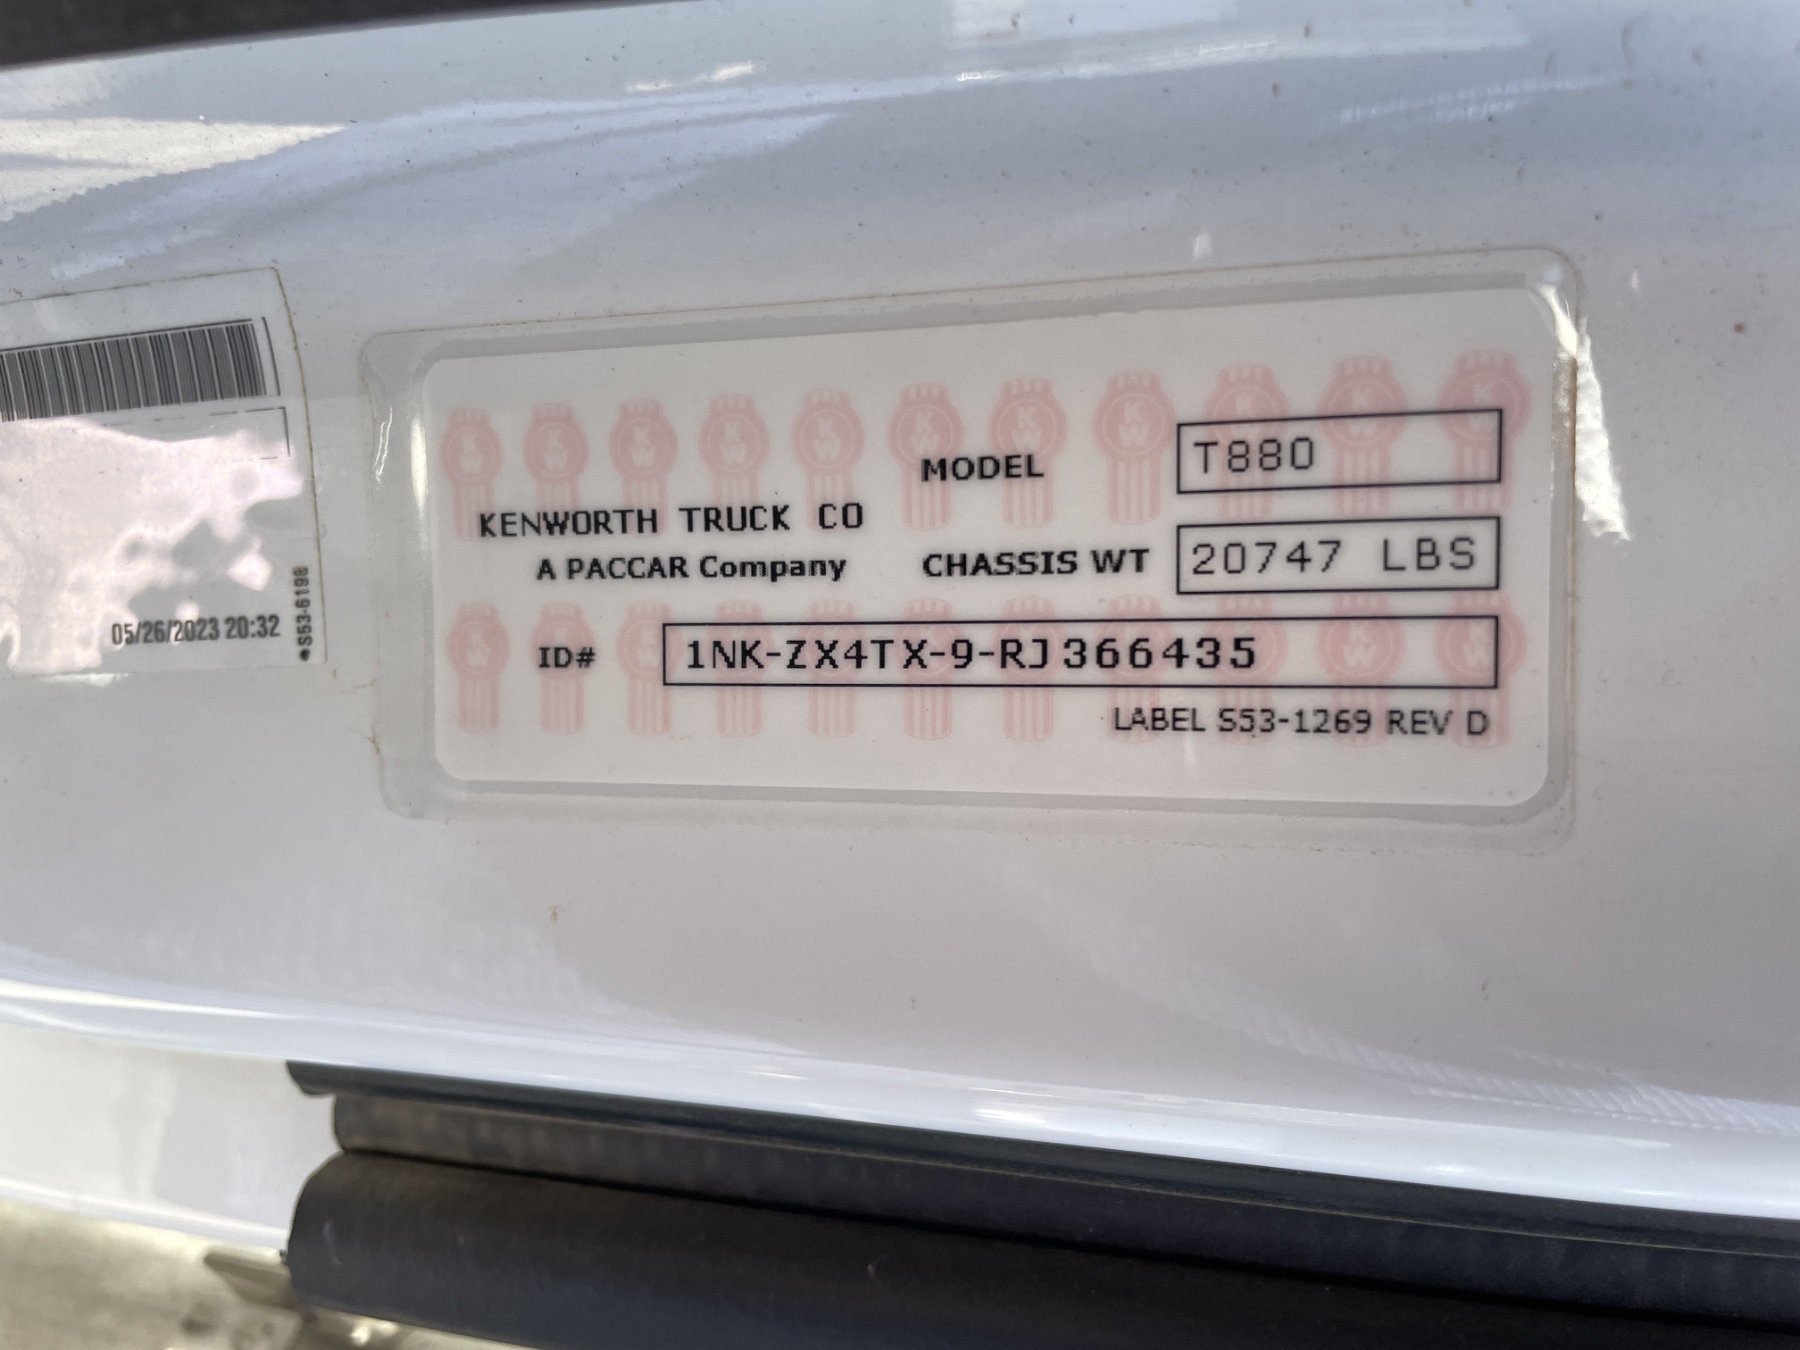 05/26/2023 20:32
S53-6198
MODEL T880
KENWORTH TRUCK CO
A PACCAR Company
CHASSIS WT 20747 LBS
ID# 1NK-ZX4TX-9-RJ366435
LABEL S53-1269 REV D